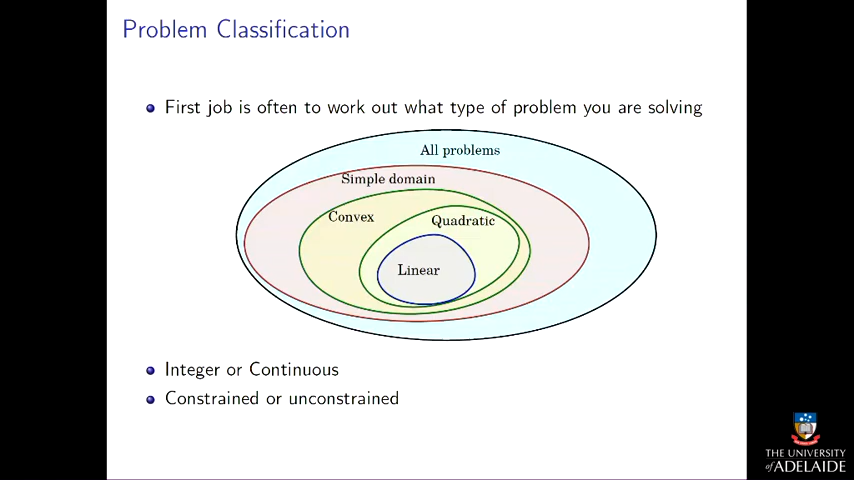 Problem Classification
First job is often to work out what type of problem you are solving
All problems
Simple domain
Convex
Quadratic
Linear
Integer or Continuous
Constrained or unconstrained
THE UNIVERSITY
of ADELAIDE